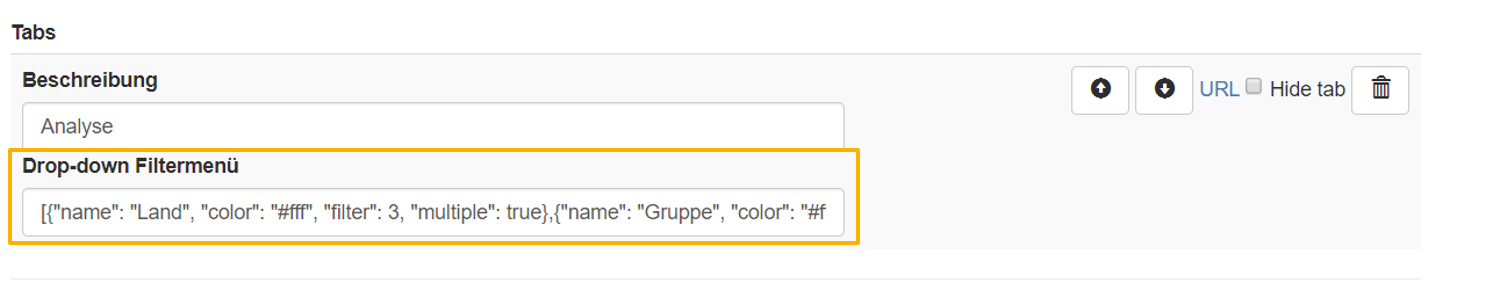 Tabs
Beschreibung
URL Hide tab
Analyse
Drop-down Filtermenü
[{"name": "Land", "color": "#fff", "filter": 3, "multiple": true},{"name": "Gruppe", "color": "#f